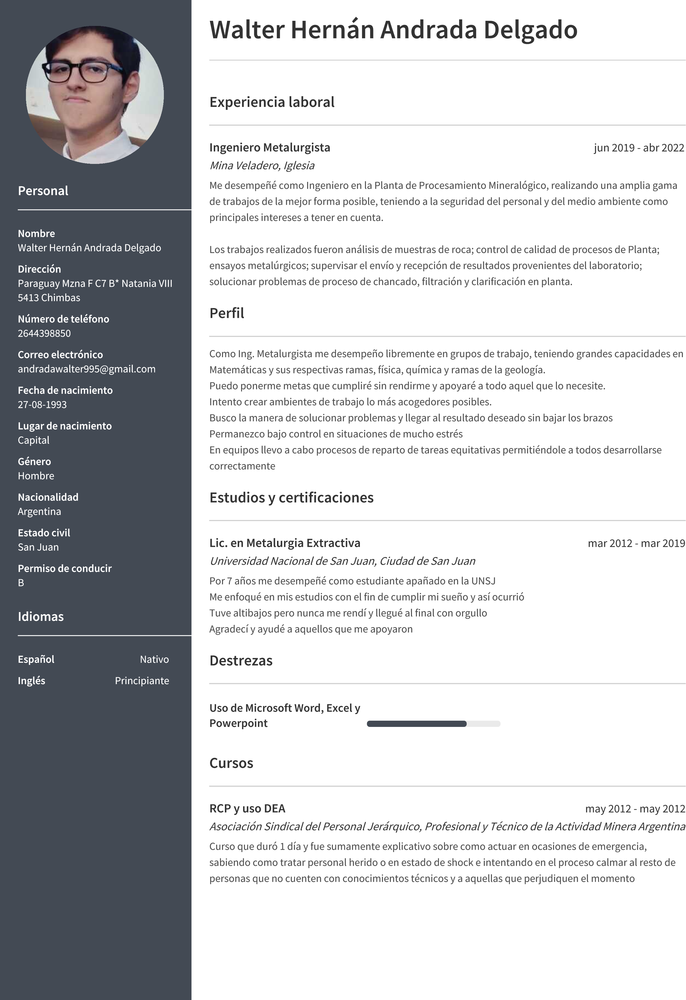 Walter Hernán Andrada Delgado
Personal
Nombre
Walter Hernán Andrada Delgado
Dirección
Paraguay Mzna F C7 B* Natania VIII
5413 Chimbas
Número de teléfono
2644398850
Correo electrónico
andradawalter995@gmail.com
Fecha de nacimiento
27-08-1993
Lugar de nacimiento
Capital
Género
Hombre
Nacionalidad
Argentina
Estado civil
San Juan
Permiso de conducir
B
Idiomas
Español Nativo
Inglés Principiante
Experiencia laboral
Ingeniero Metalurgista jun 2019 - abr 2022
Mina Veladero, Iglesia
Me desempeñé como Ingeniero en la Planta de Procesamiento Mineralógico, realizando una amplia gama
de trabajos de la mejor forma posible, teniendo a la seguridad del personal y del medio ambiente como
principales intereses a tener en cuenta.
Los trabajos realizados fueron análisis de muestras de roca; control de calidad de procesos de Planta;
ensayos metalúrgicos; supervisar el envío y recepción de resultados provenientes del laboratorio;
solucionar problemas de proceso de chancado, filtración y clarificación en planta.
Perfil
Como Ing. Metalurgista me desempeño libremente en grupos de trabajo, teniendo grandes capacidades en
Matemáticas y sus respectivas ramas, física, química y ramas de la geología.
Puedo ponerme metas que cumpliré sin rendirme y apoyaré a todo aquel que lo necesite.
Intento crear ambientes de trabajo lo más acogedores posibles.
Busco la manera de solucionar problemas y llegar al resultado deseado sin bajar los brazos
Permanezco bajo control en situaciones de mucho estrés
En equipos llevo a cabo procesos de reparto de tareas equitativas permitiéndole a todos desarrollarse
correctamente
Estudios y certificaciones
Lic. en Metalurgia Extractiva mar 2012 - mar 2019
Universidad Nacional de San Juan, Ciudad de San Juan
Por 7 años me desempeñé como estudiante apañado en la UNSJ
Me enfoqué en mis estudios con el fin de cumplir mi sueño y así ocurrió
Tuve altibajos pero nunca me rendí y llegué al final con orgullo
Agradecí y ayudé a aquellos que me apoyaron
Destrezas
Uso de Microsoft Word, Excel y
Powerpoint
Cursos
RCP y uso DEA may 2012 - may 2012
Asociación Sindical del Personal Jerárquico, Profesional y Técnico de la Actividad Minera Argentina
Curso que duró 1 día y fue sumamente explicativo sobre como actuar en ocasiones de emergencia,
sabiendo como tratar personal herido o en estado de shock e intentando en el proceso calmar al resto de
personas que no cuenten con conocimientos técnicos y a aquellas que perjudiquen el momento